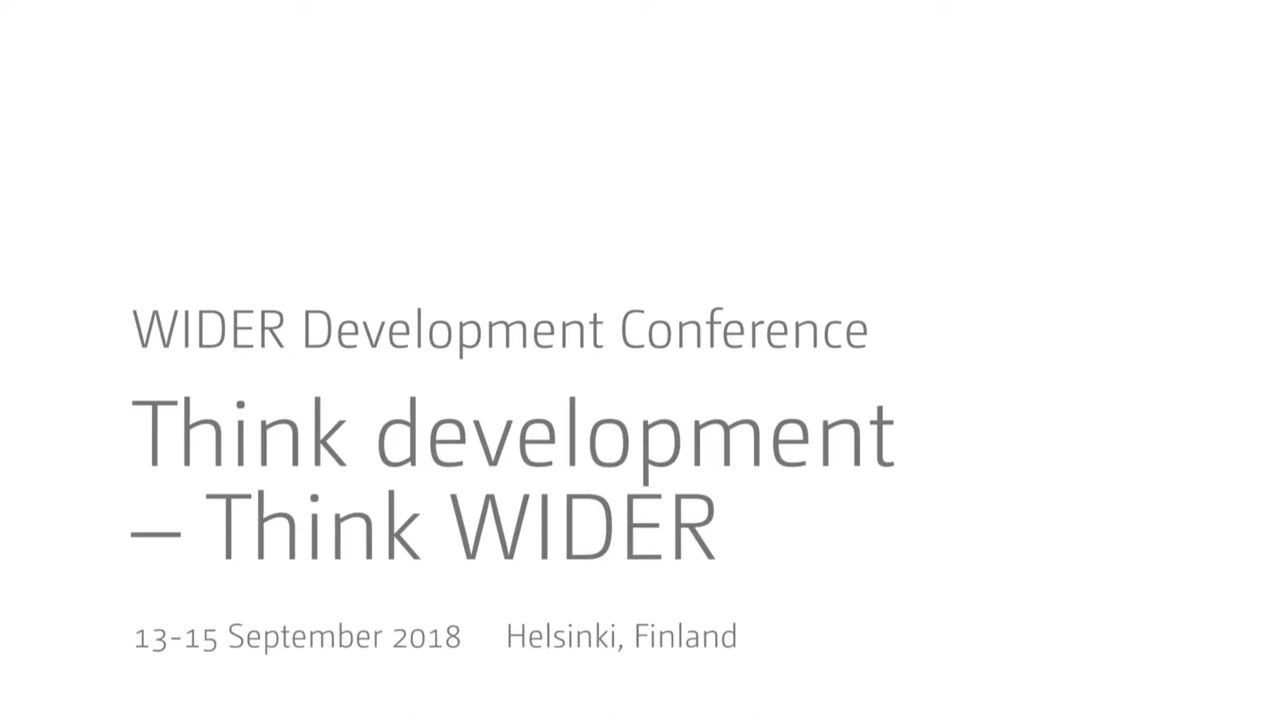 WIDER Development Conference
Think development
– Think WIDER
13-15 September 2018 Helsinki, Finland